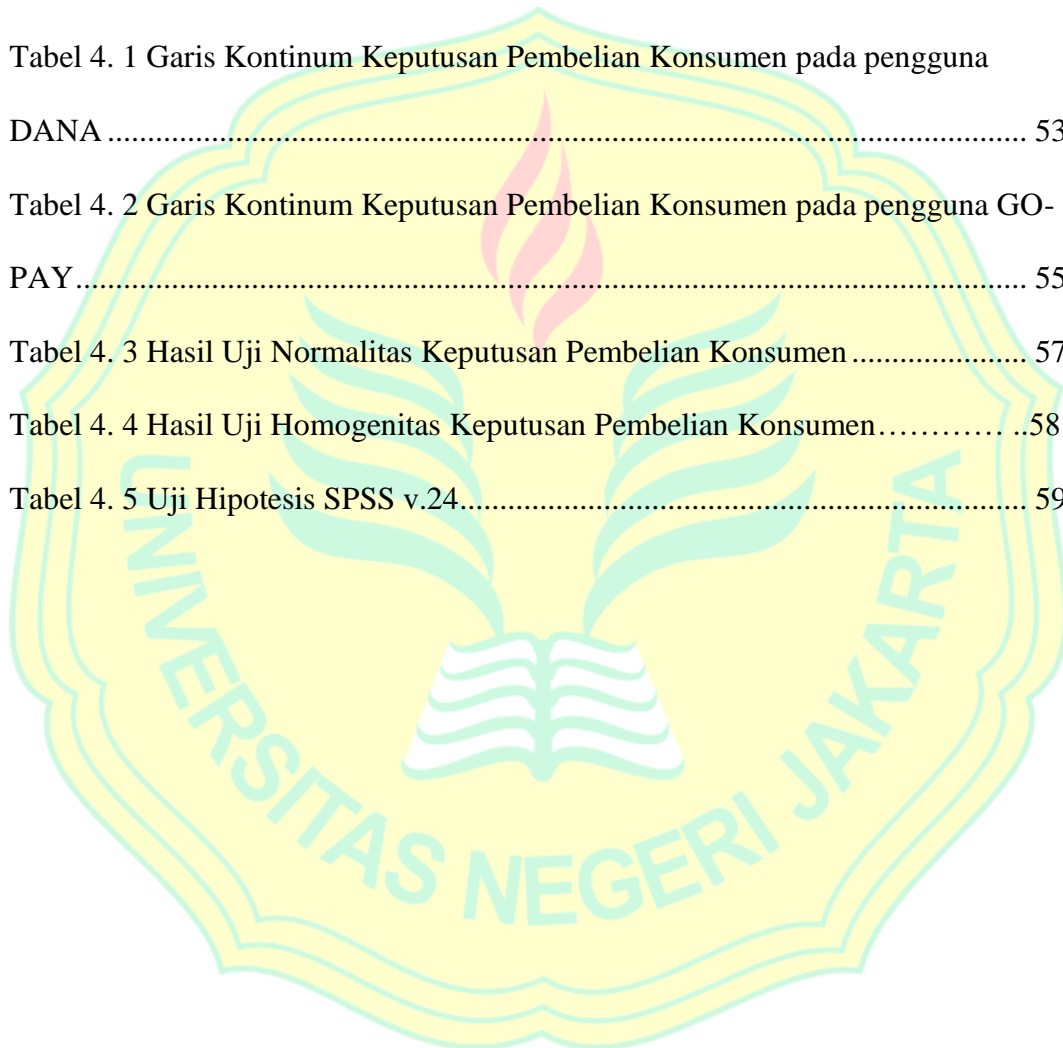 Tabel 4. 1 Garis Kontinum Keputusan Pembelian Konsumen pada pengguna
DANA ........................................................................................................... 53
Tabel 4. 2 Garis Kontinum Keputusan Pembelian Konsumen pada pengguna GO-
PAY............................................................................................................... 55
Tabel 4. 3 Hasil Uji Normalitas Keputusan Pembelian Konsumen ..................... 57
Tabel 4. 4 Hasil Uji Homogenitas Keputusan Pembelian Konsumen………… ..58
Tabel 4. 5 Uji Hipotesis SPSS v.24.................................................................. 59
UNIVERSITAS NEGERI JAKARTA